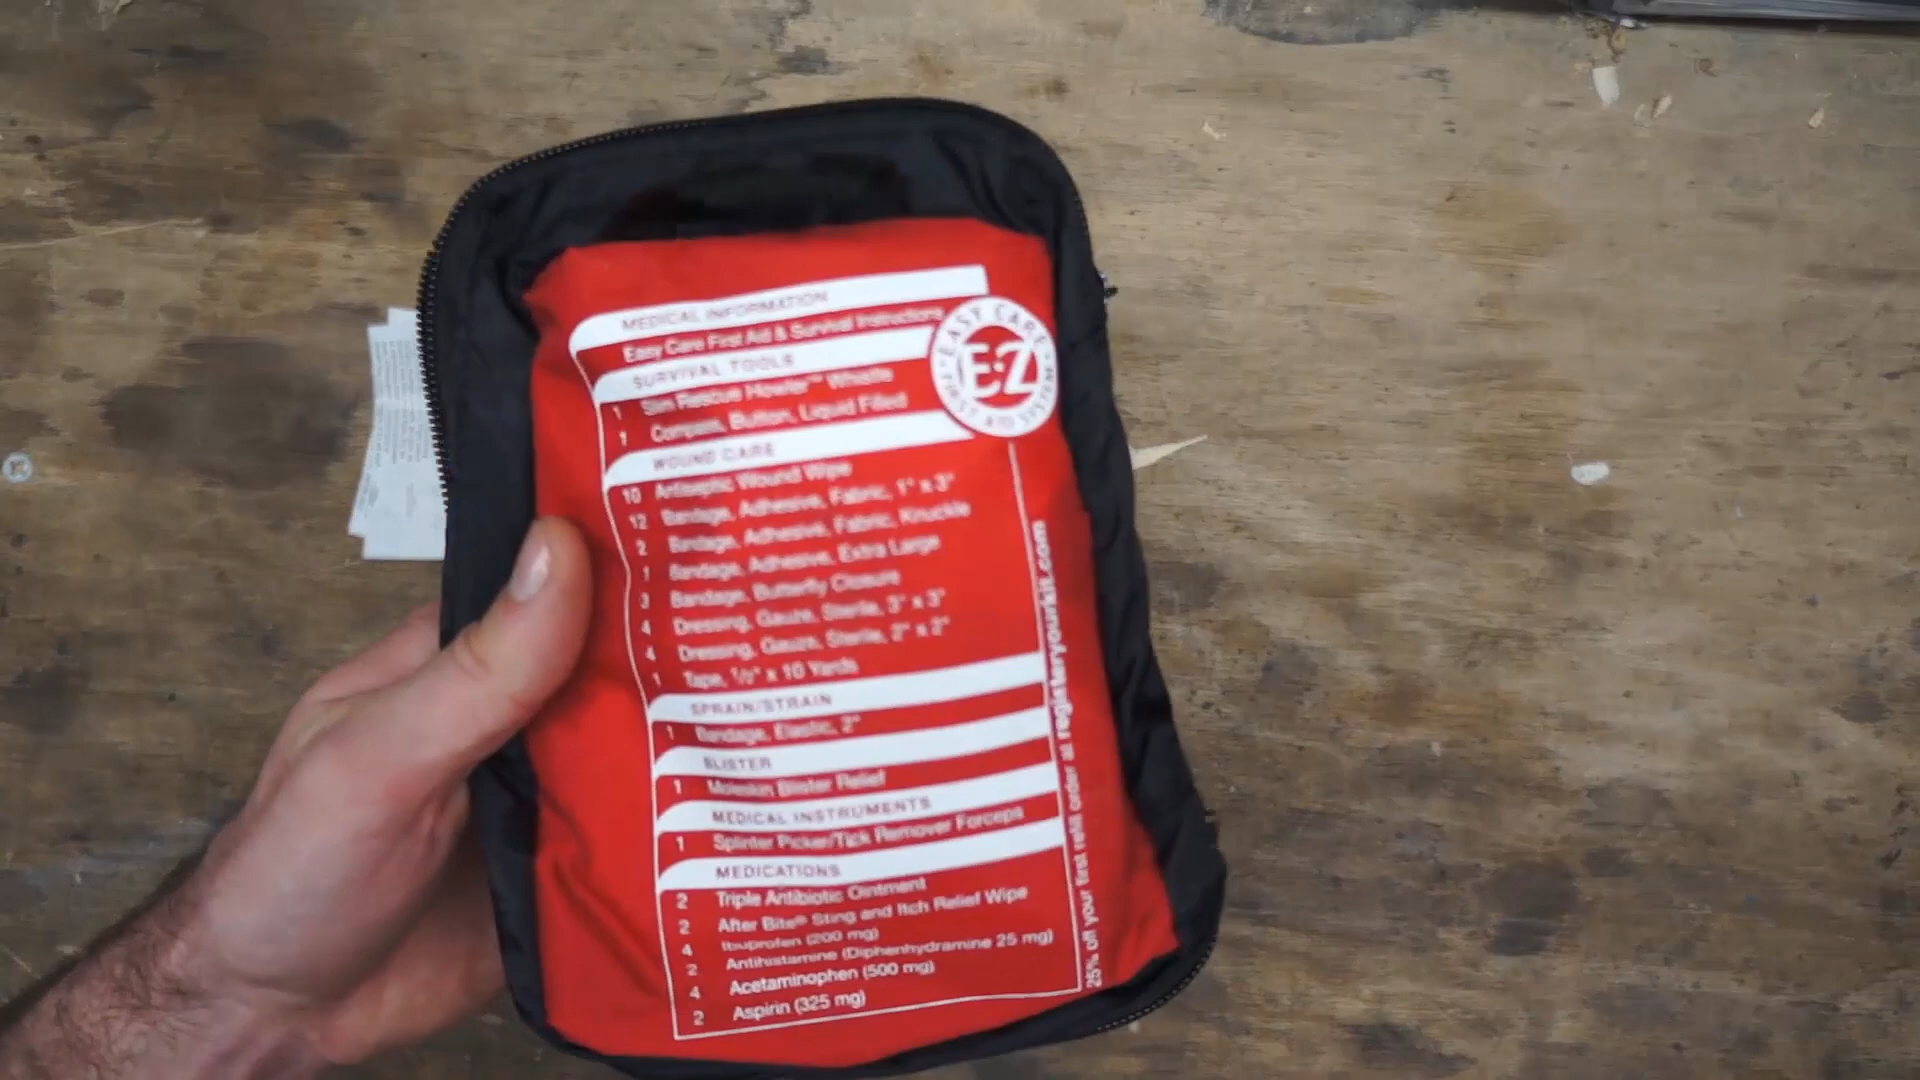 MEDICAL INFORMATION
Easy Care First Aid & Survival Instructions
SURVIVAL TOOLS
1 Slim Rescue Howler™ Whistle
1 Compass, Button, Liquid Filled
WOUND CARE
10 Antiseptic Wound Wipe
12 Bandage, Adhesive, Fabric, 1" x 3"
2 Bandage, Adhesive, Fabric, Knuckle
1 Bandage, Adhesive, Extra Large
3 Bandage, Butterfly Closure
4 Dressing, Gauze, Sterile, 3" x 3"
4 Dressing, Gauze, Sterile, 2" x 2"
1 Tape, 1/2" x 10 Yards
SPRAIN/STRAIN
1 Bandage, Elastic, 2"
BLISTER
1 Moleskin Blister Relief
MEDICAL INSTRUMENTS
1 Splinter Picker/Tick Remover Forceps
MEDICATIONS
2 Triple Antibiotic Ointment
2 After Bite® Sting and Itch Relief Wipe
4 Ibuprofen (200 mg)
2 Antihistamine (Diphenhydramine 25 mg)
4 Acetaminophen (500 mg)
2 Aspirin (325 mg)
EASY CARE
E-Z
FIRST AID SYSTEM
25% off your first refill order at registeryourkit.com